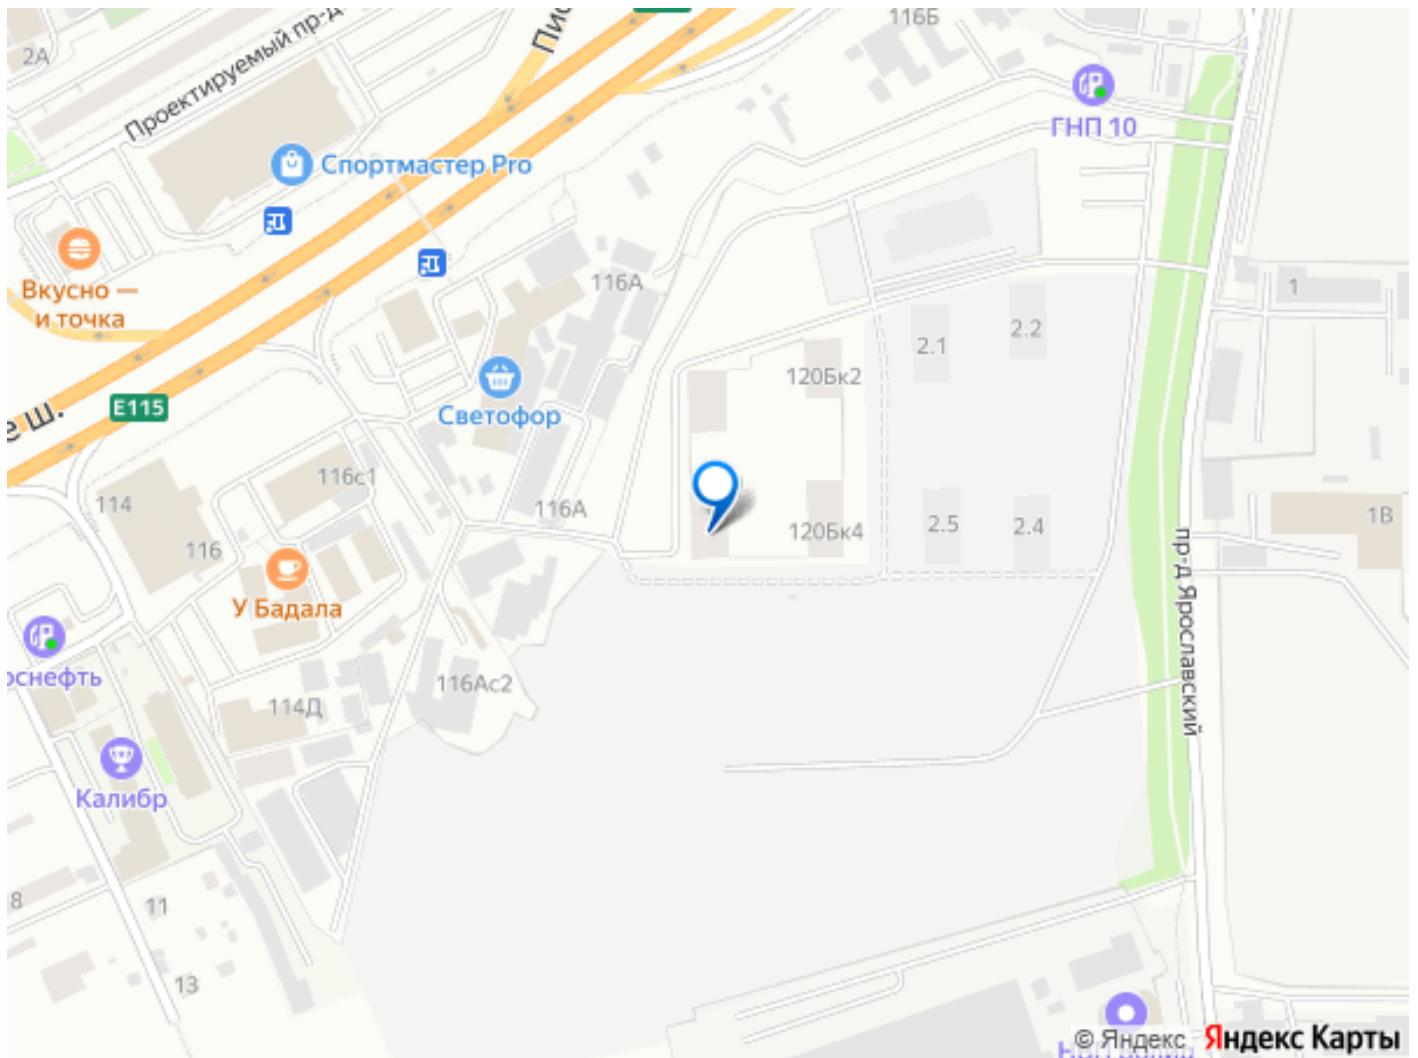 116Б
2А
Проектируемый пр-д
ГНП 10
Спортмастер Pro
Вкусно —
и точка
116А
1
2.2
2.1
120Бк2
Е115
е ш.
Светофор
116с1
114
116А
116
120Бк4
2.5
2.4
1В
пр-д Ярославский
У Бадала
оснефть
116Ас2
114Д
Калибр
8
11
13
© Яндекс
Яндекс Карты